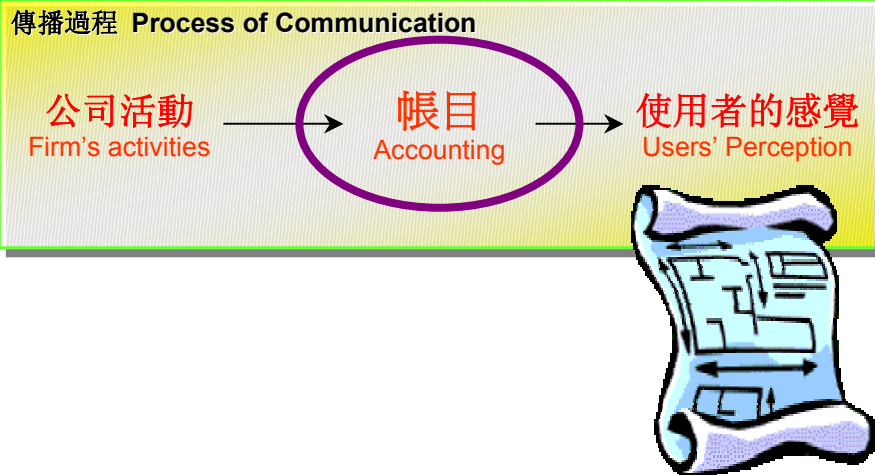 傳播過程 Process of Communication
公司活動
Firm's activities
帳目
Accounting
使用者的感覺
Users' Perception